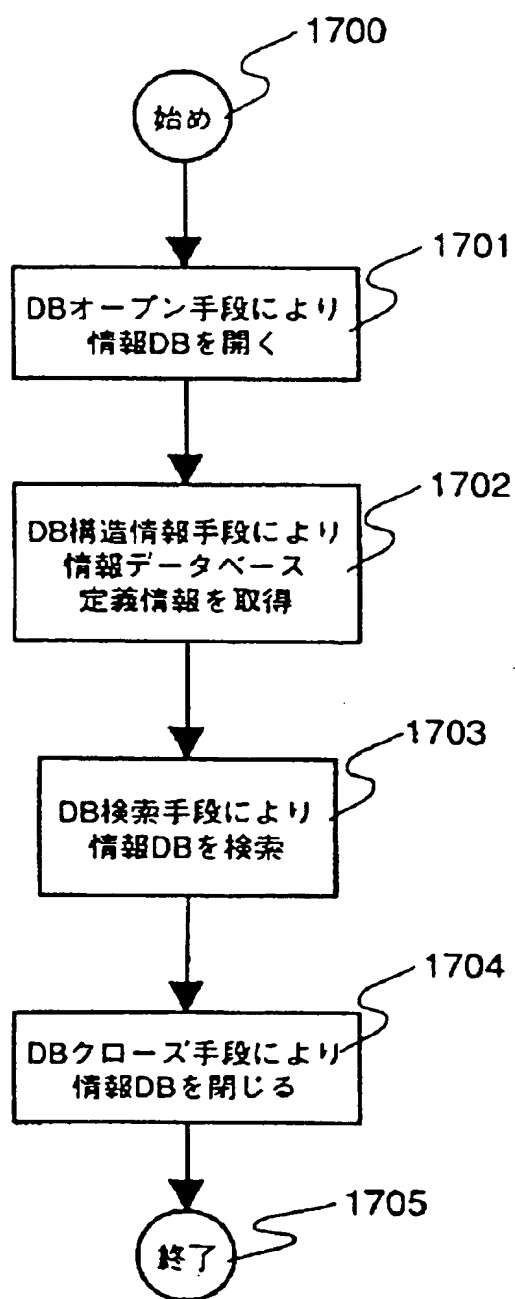 1700
始め
1701
DBオープン手段により
情報DBを開く
1702
DB構造情報手段により
情報データベース
定義情報を取得
1703
DB検索手段により
情報DBを検索
1704
DBクローズ手段により
情報DBを閉じる
1705
終了